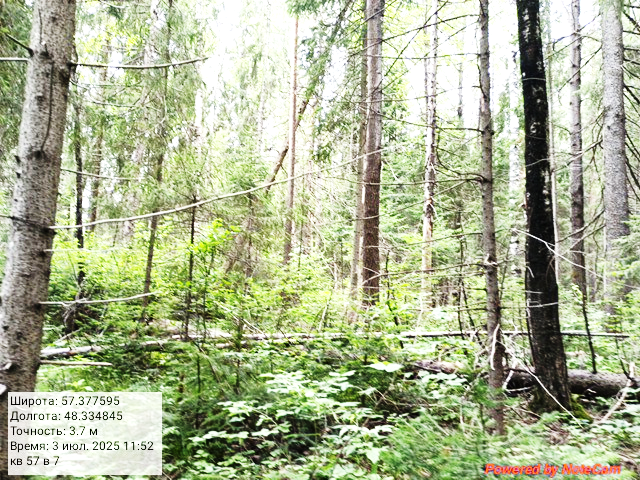 Широта: 57.377595
Долгота: 48.334845
Точность: 3.7 м
Время: 3 июл. 2025 11:52
кв 57 в 7
Powered by NoteCam